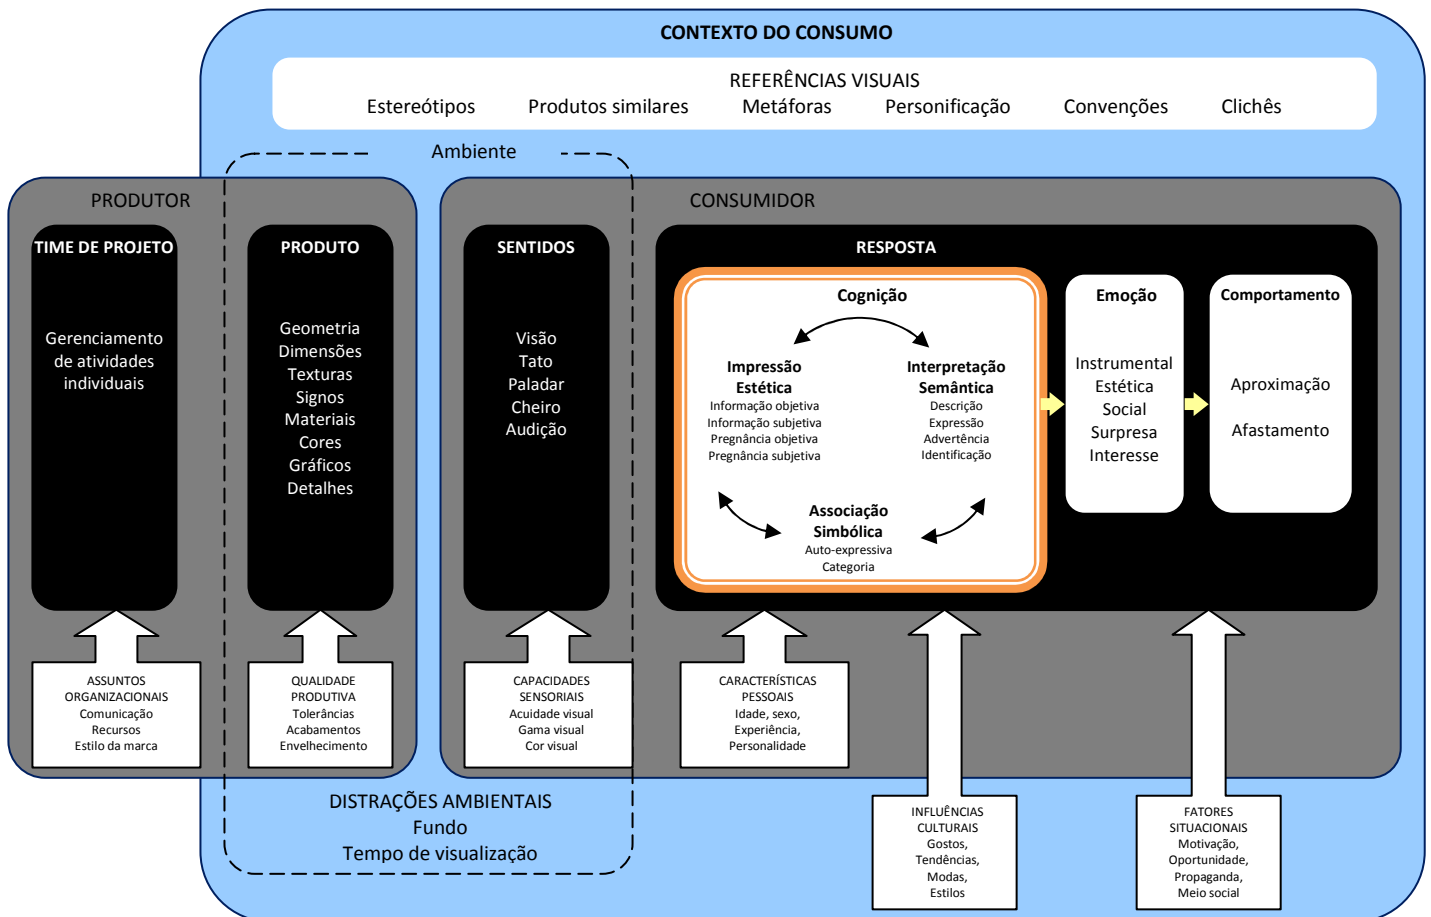 CONTEXTO DO CONSUMO
REFERÊNCIAS VISUAIS
Estereótipos Produtos similares Metáforas Personificação Convenções Clichês
Ambiente
PRODUTOR
CONSUMIDOR
TIME DE PROJETO
Gerenciamento
de atividades
individuais
PRODUTO
Geometria
Dimensões
Texturas
Signos
Materiais
Cores
Gráficos
Detalhes
SENTIDOS
Visão
Tato
Paladar
Cheiro
Audição
RESPOSTA
Cognição
Impressão
Estética
Informação objetiva
Informação subjetiva
Pregnância objetiva
Pregnância subjetiva
Interpretação
Semântica
Descrição
Expressão
Advertência
Identificação
Associação
Simbólica
Auto-expressiva
Categoria
Emoção
Instrumental
Estética
Social
Surpresa
Interesse
Comportamento
Aproximação
Afastamento
ASSUNTOS
ORGANIZACIONAIS
Comunicação
Recursos
Estilo da marca
QUALIDADE
PRODUTIVA
Tolerâncias
Acabamentos
Envelhecimento
CAPACIDADES
SENSORIAIS
Acuidade visual
Gama visual
Cor visual
CARACTERÍSTICAS
PESSOAIS
Idade, sexo,
Experiência,
Personalidade
DISTRAÇÕES AMBIENTAIS
Fundo
Tempo de visualização
INFLUÊNCIAS
CULTURAIS
Gostos,
Tendências,
Modas,
Estilos
FATORES
SITUACIONAIS
Motivação,
Oportunidade,
Propaganda,
Meio social